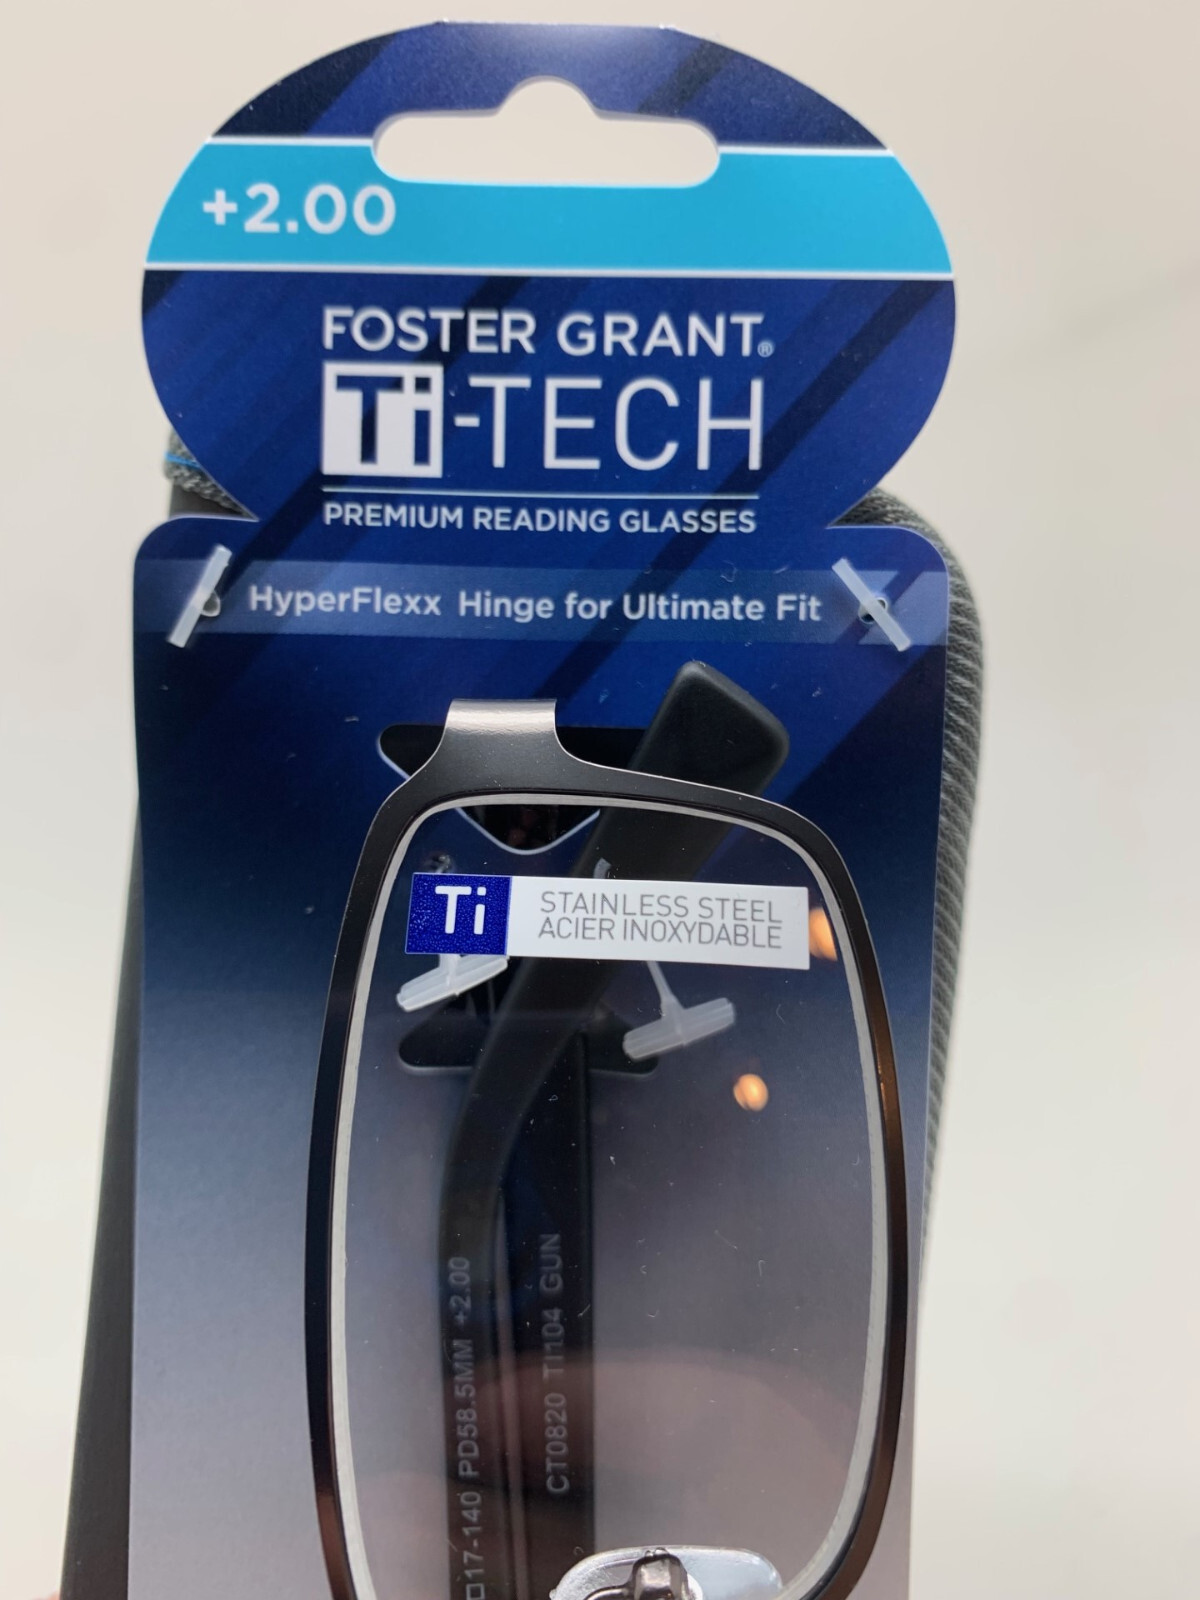 +2.00
FOSTER GRANT®
Ti-TECH
PREMIUM READING GLASSES
HyperFlexx Hinge for Ultimate Fit
Ti
STAINLESS STEEL
ACIER INOXYDABLE
□17-140 PD58.5MM +2.00
CT0820 TI104 GUN